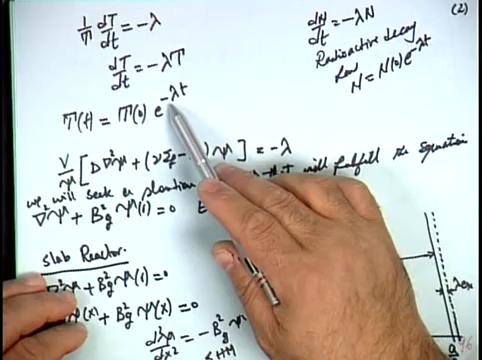 (2)
1/T dT/dt = -λ
dN/dt = -λN
dT/dt = -λT
Radioactive decay
law
N = N(0) e^-λt
T(t) = T(0) e^-λt
V/ψ [ D ∇²ψ + (νΣf - ) ψ ] = -λ
we will seek a solution will fulfill the equation
∇²ψ + Bg² ψ(r) = 0
Slab Reactor.
∇²ψ + Bg² ψ(r) = 0
ψ(x) + Bg² ψ(x) = 0
d²ψ/dx² = -Bg² ψ
a
96